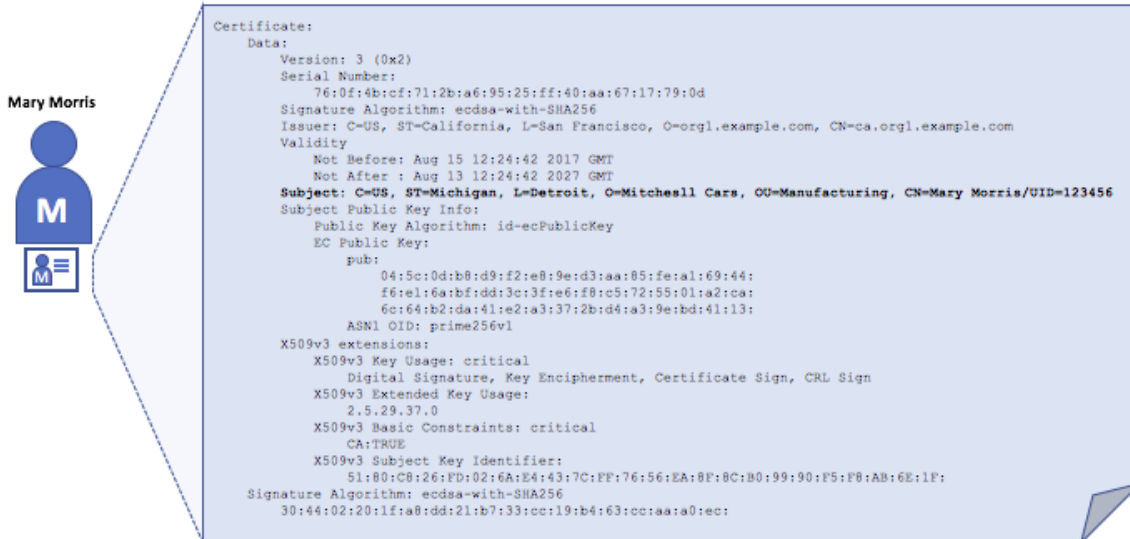 Mary Morris
M
M
Certificate:
Data:
Version: 3 (0x2)
Serial Number:
76:0f:4b:cf:71:2b:a6:95:25:ff:40:aa:67:17:79:0d
Signature Algorithm: ecdsa-with-SHA256
Issuer: C=US, ST=California, L=San Francisco, O=org1.example.com, CN=ca.org1.example.com
Validity
Not Before: Aug 15 12:24:42 2017 GMT
Not After : Aug 13 12:24:42 2027 GMT
Subject: C=US, ST=Michigan, L=Detroit, O=Mitchesll Cars, OU=Manufacturing, CN=Mary Morris/UID=123456
Subject Public Key Info:
Public Key Algorithm: id-ecPublicKey
EC Public Key:
pub:
04:5c:0d:b8:d9:f2:e8:9e:d3:aa:85:fe:a1:69:44:
f6:e1:6a:bf:dd:3c:3f:e6:f8:c5:72:55:01:a2:ca:
6c:64:b2:da:41:e2:a3:37:2b:d4:a3:9e:bd:41:13:
ASN1 OID: prime256v1
X509v3 extensions:
X509v3 Key Usage: critical
Digital Signature, Key Encipherment, Certificate Sign, CRL Sign
X509v3 Extended Key Usage:
2.5.29.37.0
X509v3 Basic Constraints: critical
CA:TRUE
X509v3 Subject Key Identifier:
51:80:C8:26:FD:02:6A:E4:43:7C:FF:76:56:EA:8F:8C:B0:99:90:F5:F8:AB:6E:1F:
Signature Algorithm: ecdsa-with-SHA256
30:44:02:20:1f:a8:dd:21:b7:33:cc:19:b4:63:cc:aa:a0:ec: